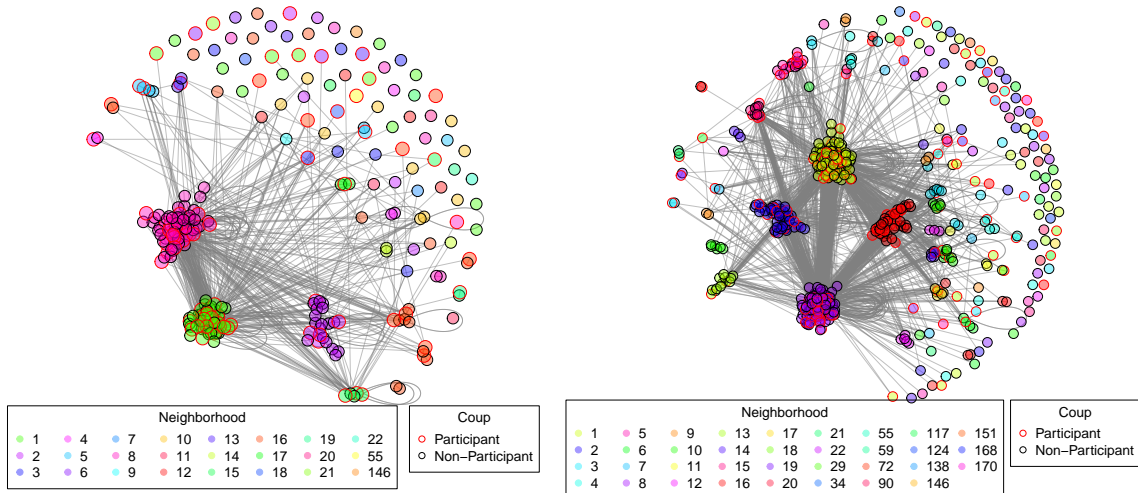 Neighborhood
1 4 7 10 13 16 19 22
2 5 8 11 14 17 20 55
3 6 9 12 15 18 21 146
Coup
Participant
Non-Participant
Neighborhood
1 5 9 13 17 21 55 117 151
2 6 10 14 18 22 59 124 168
3 7 11 15 19 29 72 138 170
4 8 12 16 20 34 90 146
Coup
Participant
Non-Participant